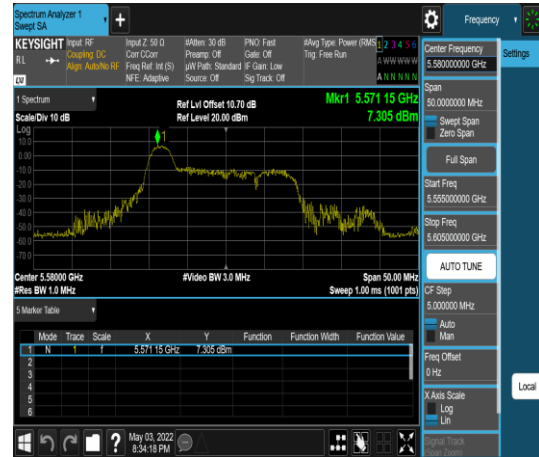 Spectrum Analyzer 1
Swept SA
+
Frequency
KEYSIGHT
RL
LXI
Input: RF
Coupling: DC
Align: Auto/No RF
Input Z: 50 Ω
Corr CCorr
Freq Ref: Int (S)
NFE: Adaptive
#Atten: 30 dB
Preamp: Off
µW Path: Standard
Source: Off
PNO: Fast
Gate: Off
IF Gain: Low
Sig Track: Off
#Avg Type: Power (RMS)
Trig: Free Run
1 2 3 4 5 6
A WWWWW
A NNNNN
1 Spectrum
Scale/Div 10 dB
Ref Lvl Offset 10.70 dB
Ref Level 20.00 dBm
Mkr1 5.571 15 GHz
7.305 dBm
Log
10.0
0.00
-10.0
-20.0
-30.0
-40.0
-50.0
-60.0
-70.0
1
Center 5.58000 GHz
#Video BW 3.0 MHz
Span 50.00 MHz
#Res BW 1.0 MHz
Sweep 1.00 ms (1001 pts)
5 Marker Table
Mode Trace Scale X Y Function Function Width Function Value
1 N 1 f 5.571 15 GHz 7.305 dBm
2
3
4
5
6
May 03, 2022
8:34:18 PM
?
Center Frequency
5.580000000 GHz
Settings
Span
50.0000000 MHz
Swept Span
Zero Span
Full Span
Start Freq
5.555000000 GHz
Stop Freq
5.605000000 GHz
AUTO TUNE
CF Step
5.000000 MHz
Auto
Man
Freq Offset
0 Hz
X Axis Scale
Log
Lin
Local
Signal Track
(Span Zoom)